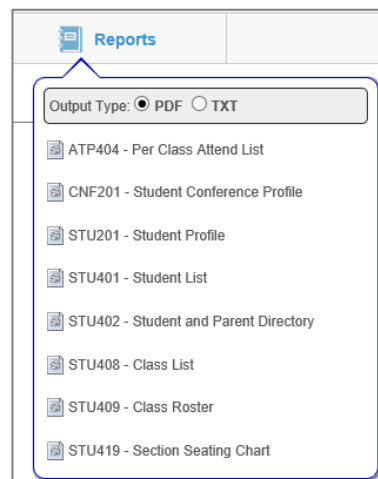 Reports
Output Type: PDF TXT
ATP404 - Per Class Attend List
CNF201 - Student Conference Profile
STU201 - Student Profile
STU401 - Student List
STU402 - Student and Parent Directory
STU408 - Class List
STU409 - Class Roster
STU419 - Section Seating Chart